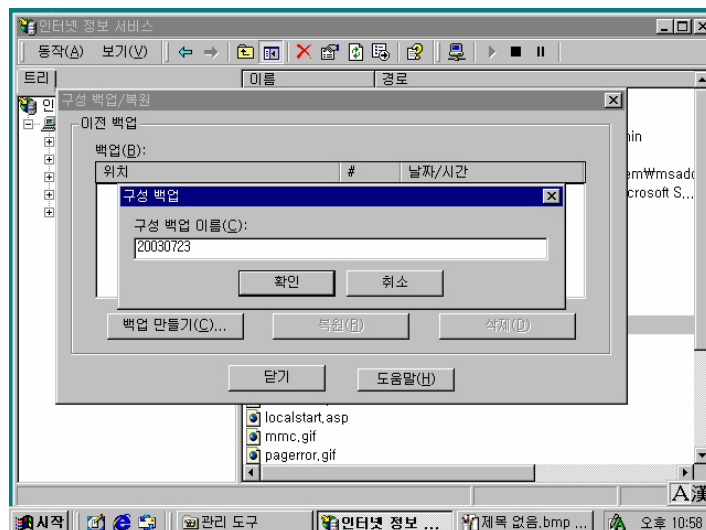 인터넷 정보 서비스
동작(A) 보기(V)
트리 이름 경로
구성 백업/복원
이전 백업
백업(B):
위치 # 날짜/시간
구성 백업
구성 백업 이름(C):
20030723
확인 취소
백업 만들기(C)... 복원(R) 삭제(D)
닫기 도움말(H)
localstart.asp
mmc.gif
pagerror.gif
A漢
시작 관리 도구 인터넷 정보 ... 제목 없음.bmp ... 오후 10:58